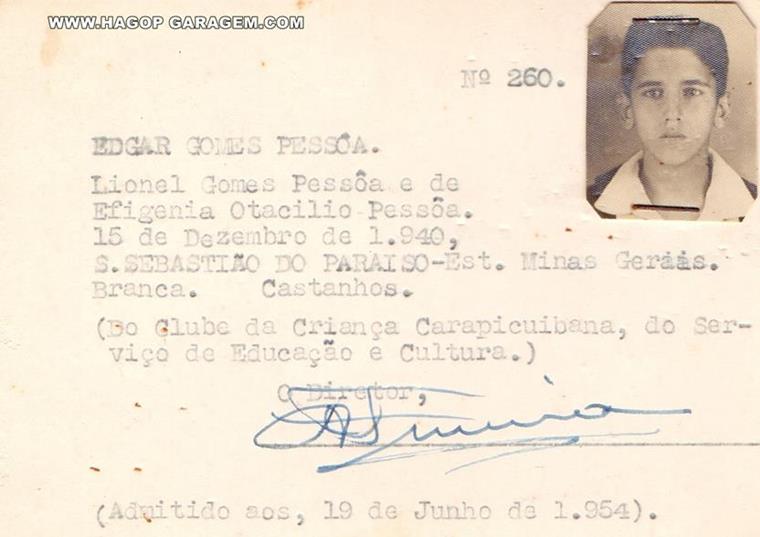 WWW.HAGOP GARAGEM.COM
Nº 260.
EDGAR GOMES PESSÔA.
Lionel Gomes Pessôa e de
Efigenia Otacilio Pessôa.
15 de Dezembro de 1.940,
S.SEBASTIÃO DO PARAISO-Est. Minas Geraás.
Branca. Castanhos.
(Do Clube da Criança Carapicuibana, do Ser-
viço de Educação e Cultura.)
O Diretor,
(Admitido aos, 19 de Junho de 1.954).